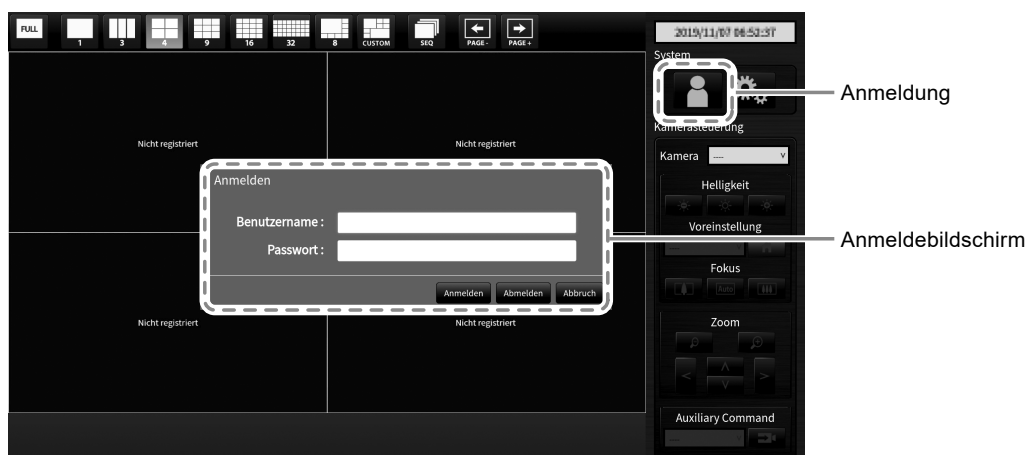 FULL 1 3 4 9 16 32 8 CUSTOM SEQ PAGE - PAGE +
2019/11/07 06:52:37
System
Anmeldung
Kamerasteuerung
Nicht registriert Nicht registriert
Kamera ---- v
Anmelden
Helligkeit
Benutzername :
Voreinstellung
----
Anmeldebildschirm
Passwort :
Fokus
Auto
Anmelden Abmelden Abbruch
Nicht registriert Nicht registriert
Zoom
Auxiliary Command
----